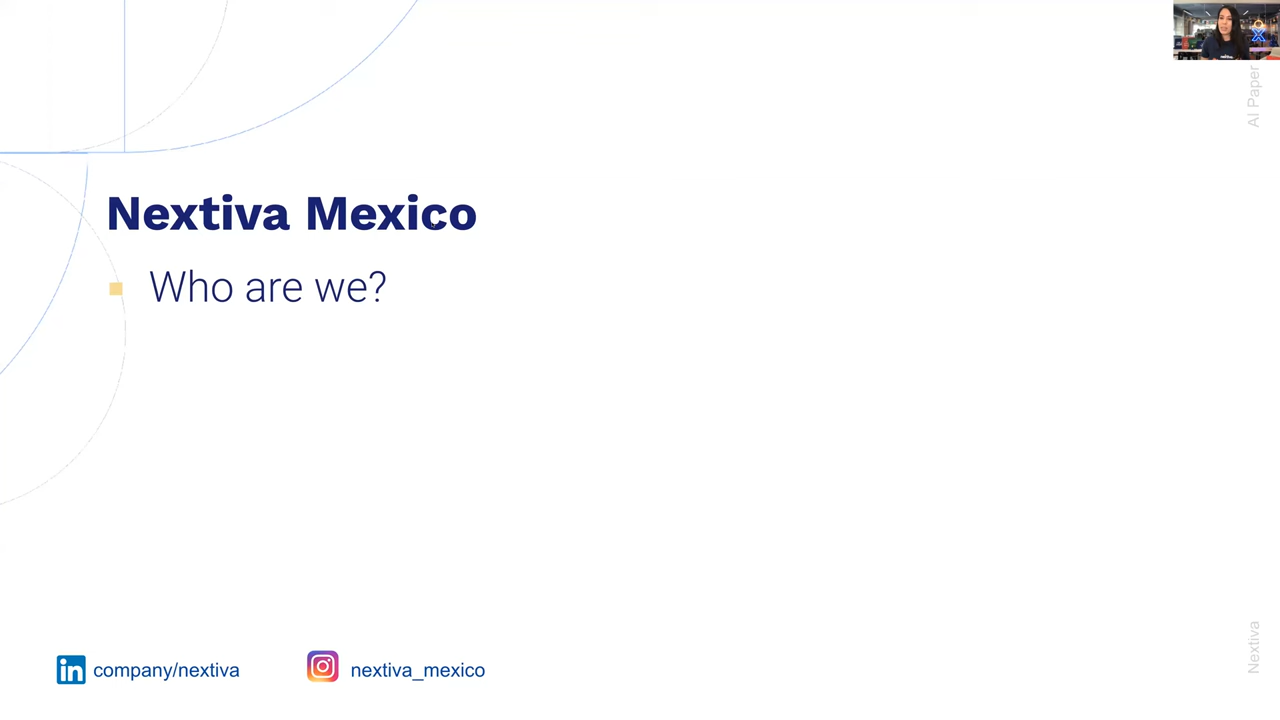 AI Paper
Nextiva Mexico
Who are we?
company/nextiva
nextiva_mexico
Nextiva